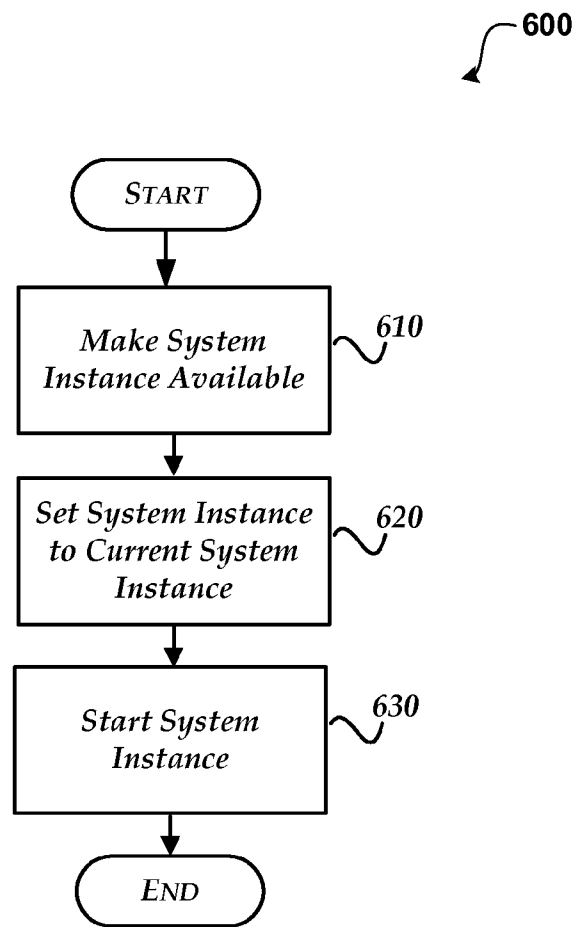 600
START
Make System
Instance Available
610
Set System Instance
to Current System
Instance
620
Start System
Instance
630
END